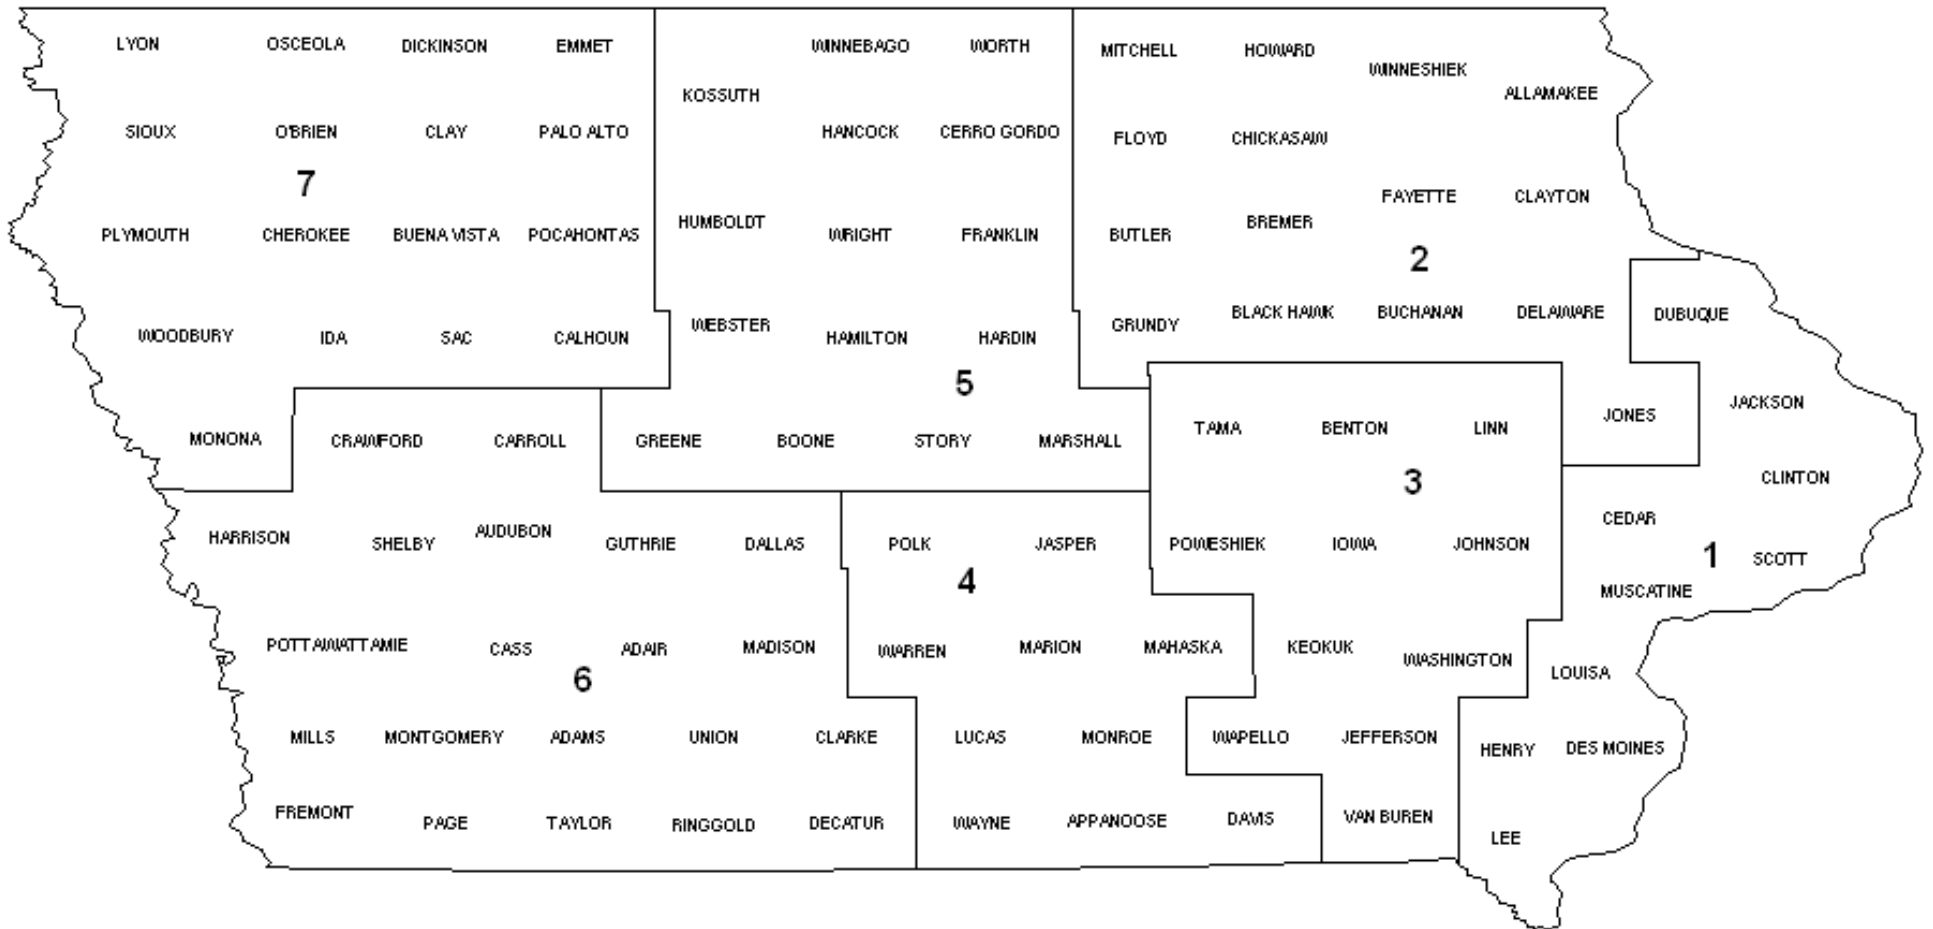 LYON OSCEOLA DICKINSON EMMET WINNEBAGO WORTH MITCHELL HOWARD
WINNESHIEK
KOSSUTH ALLAMAKEE
SIOUX O'BRIEN CLAY PALO ALTO HANCOCK CERRO GORDO FLOYD CHICKASAW
7
FAYETTE CLAYTON
HUMBOLDT BREMER
PLYMOUTH CHEROKEE BUENA VISTA POCAHONTAS WRIGHT FRANKLIN BUTLER
2
BLACK HAWK BUCHANAN DELAWARE DUBUQUE
WEBSTER GRUNDY
WOODBURY IDA SAC CALHOUN HAMILTON HARDIN
5
JACKSON
JONES
MONONA CRAWFORD CARROLL GREENE BOONE STORY MARSHALL TAMA BENTON LINN
3 CLINTON
CEDAR
HARRISON SHELBY AUDUBON GUTHRIE DALLAS POLK JASPER POWESHIEK IOWA JOHNSON
1 SCOTT
4
MUSCATINE
POTTAWATTAMIE CASS ADAIR MADISON WARREN MARION MAHASKA KEOKUK
WASHINGTON LOUISA
6
MILLS MONTGOMERY ADAMS UNION CLARKE LUCAS MONROE WAPELLO JEFFERSON
HENRY DES MOINES
FREMONT PAGE TAYLOR RINGGOLD DECATUR WAYNE APPANOOSE DAVIS VAN BUREN
LEE